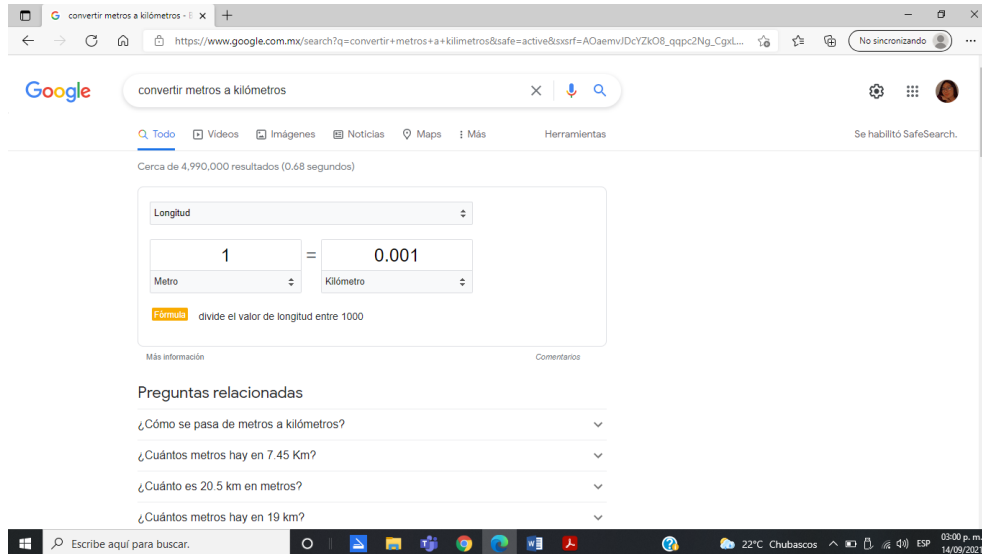 convertir metros a kilómetros - B
https://www.google.com.mx/search?q=convertir+metros+a+kilimetros&safe=active&sxsrf=AOaemvJDcYZkO8_qqpc2Ng_CgxL...
No sincronizando
Google
convertir metros a kilómetros
Todo Videos Imágenes Noticias Maps Más Herramientas
Se habilitó SafeSearch.
Cerca de 4,990,000 resultados (0.68 segundos)
Longitud
1 = 0.001
Metro Kilómetro
Fórmula divide el valor de longitud entre 1000
Más información Comentarios
Preguntas relacionadas
¿Cómo se pasa de metros a kilómetros?
¿Cuántos metros hay en 7.45 Km?
¿Cuánto es 20.5 km en metros?
¿Cuántos metros hay en 19 km?
Escribe aquí para buscar.
22°C Chubascos
ESP
03:00 p. m.
14/09/2021